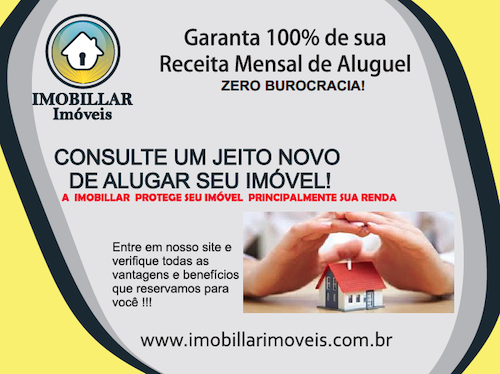 IMOBILLAR
Imóveis
Garanta 100% de sua
Receita Mensal de Aluguel
ZERO BUROCRACIA!
CONSULTE UM JEITO NOVO
DE ALUGAR SEU IMÓVEL!
A IMOBILLAR PROTEGE SEU IMÓVEL PRINCIPALMENTE SUA RENDA
Entre em nosso site e
verifique todas as
vantagens e benefícios
que reservamos para
você !!!
www.imobillarimoveis.com.br